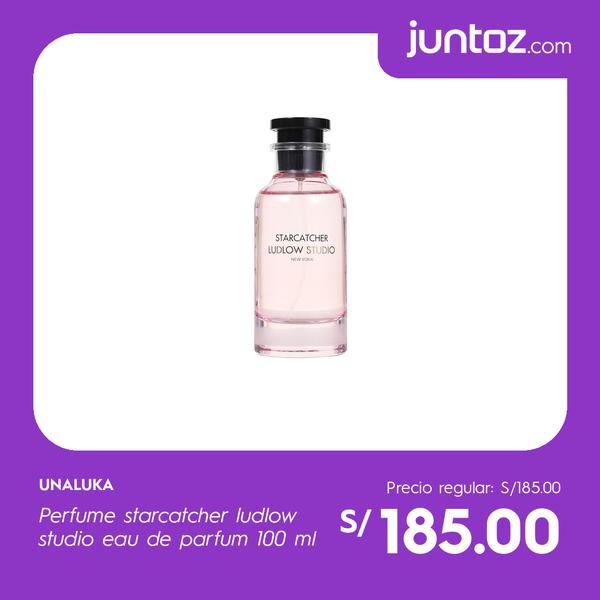 juntoz.com
STARCATCHER
LUDLOW STUDIO
NEW YORK
UNALUKA
Perfume starcatcher ludlow
studio eau de parfum 100 ml
Precio regular: S/185.00
S/185.00